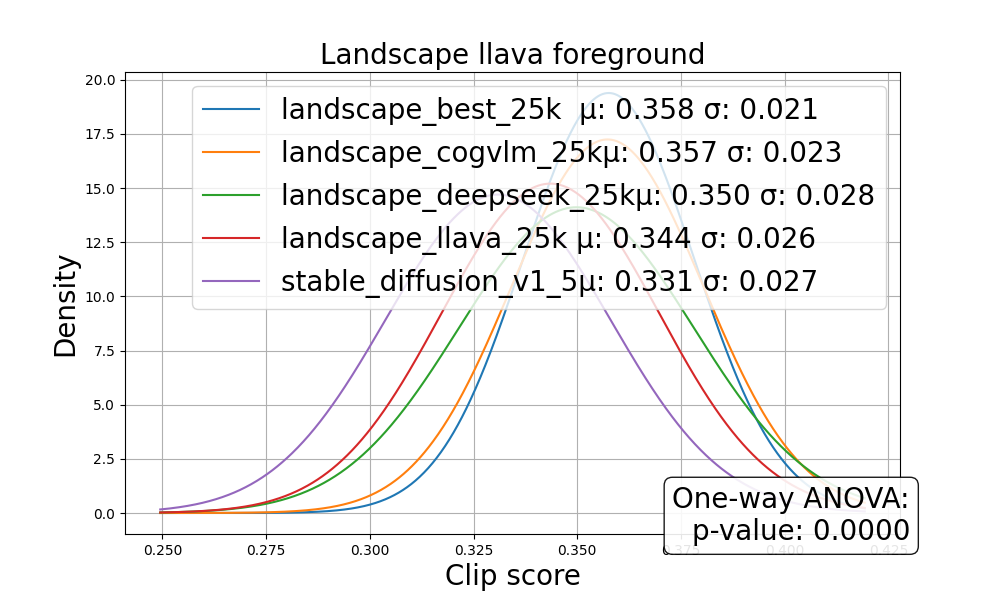 Landscape llava foreground
20.0
17.5
15.0
12.5
10.0
7.5
5.0
2.5
0.0
Density
landscape_best_25k  μ: 0.358 σ: 0.021
landscape_cogvlm_25kμ: 0.357 σ: 0.023
landscape_deepseek_25kμ: 0.350 σ: 0.028
landscape_llava_25k μ: 0.344 σ: 0.026
stable_diffusion_v1_5μ: 0.331 σ: 0.027
One-way ANOVA:
p-value: 0.0000
0.250 0.275 0.300 0.325 0.350 0.375 0.400 0.425
Clip score